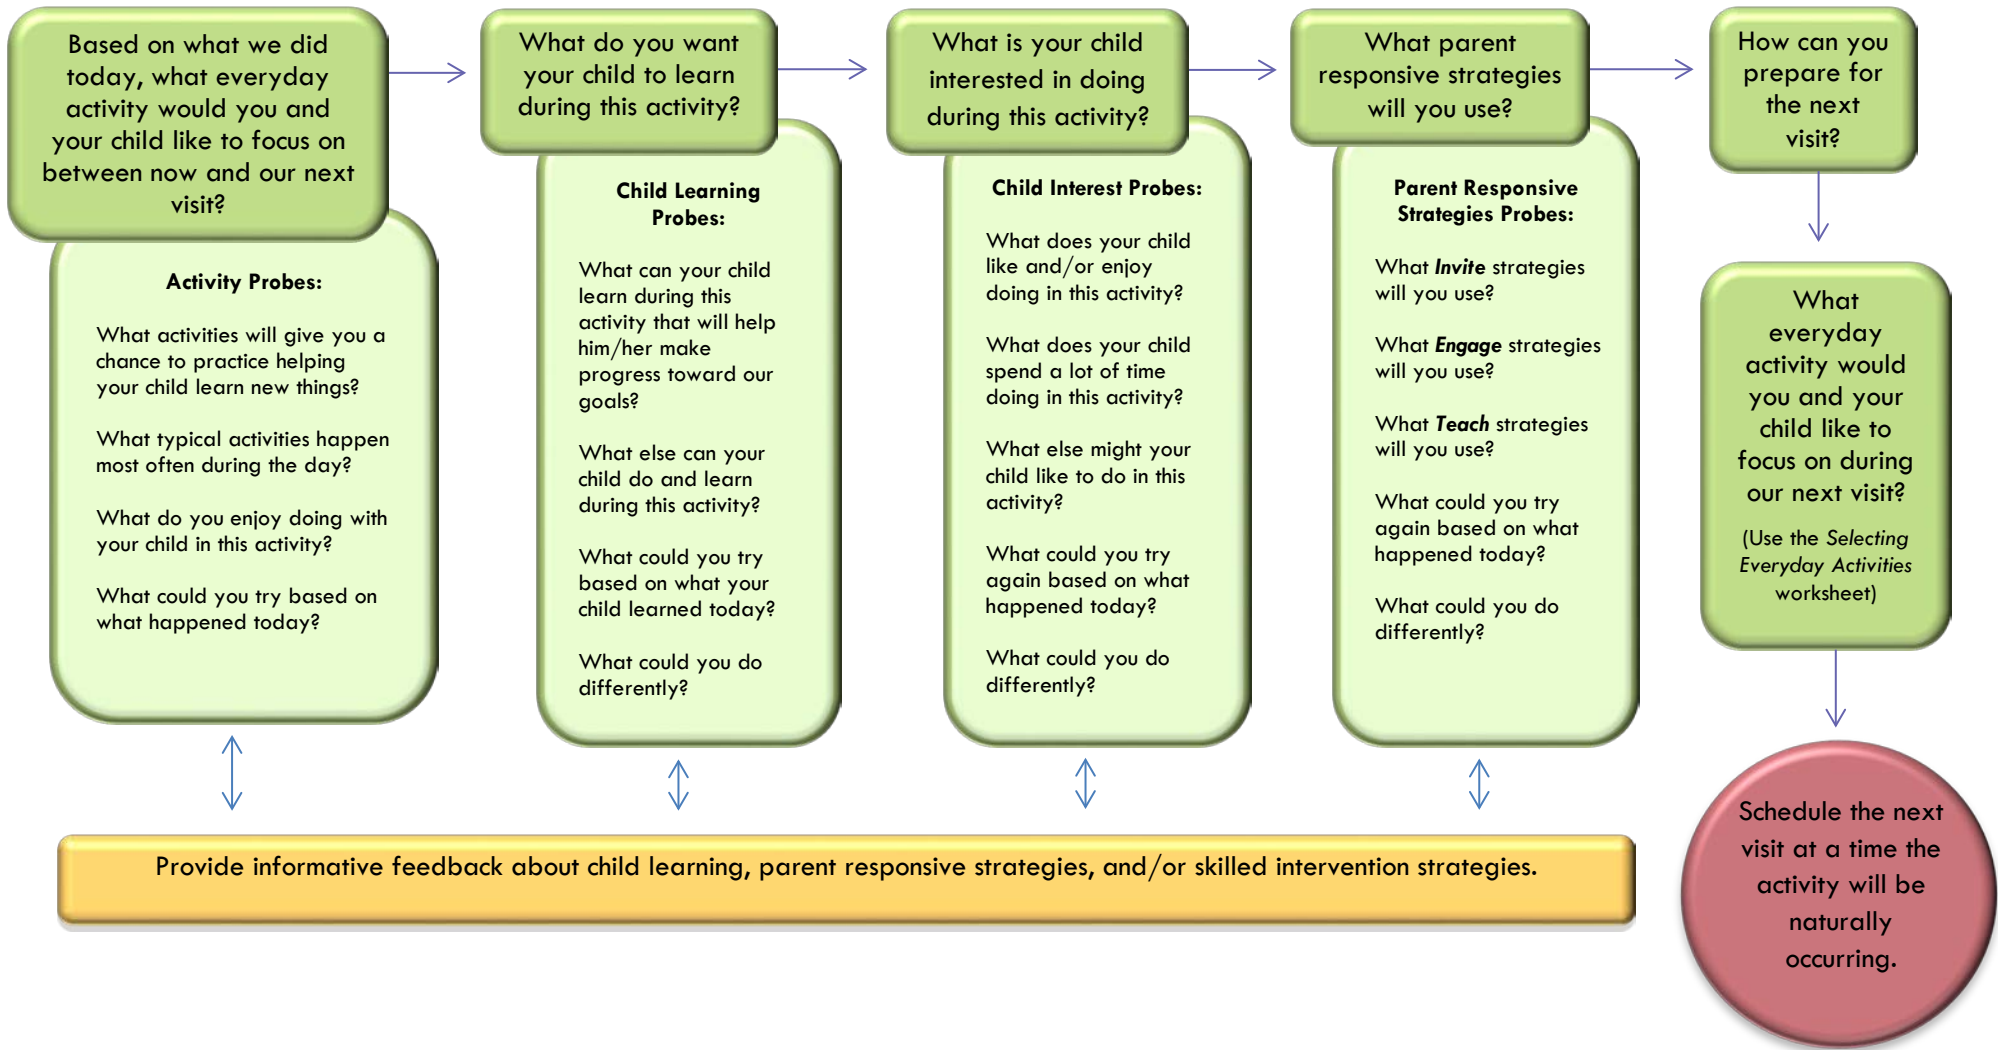 Based on what we did
today, what everyday
activity would you and
your child like to focus on
between now and our next
visit?
Activity Probes:
What activities will give you a
chance to practice helping
your child learn new things?
What typical activities happen
most often during the day?
What do you enjoy doing with
your child in this activity?
What could you try based on
what happened today?
What do you want
your child to learn
during this activity?
Child Learning
Probes:
What can your child
learn during this
activity that will help
him/her make
progress toward our
goals?
What else can your
child do and learn
during this activity?
What could you try
based on what your
child learned today?
What could you do
differently?
What is your child
interested in doing
during this activity?
Child Interest Probes:
What does your child
like and/or enjoy
doing in this activity?
What does your child
spend a lot of time
doing in this activity?
What else might your
child like to do in this
activity?
What could you try
again based on what
happened today?
What could you do
differently?
What parent
responsive strategies
will you use?
Parent Responsive
Strategies Probes:
What Invite strategies
will you use?
What Engage strategies
will you use?
What Teach strategies
will you use?
What could you try
again based on what
happened today?
What could you do
differently?
How can you
prepare for
the next
visit?
What
everyday
activity would
you and your
child like to
focus on during
our next visit?
(Use the Selecting
Everyday Activities
worksheet)
Schedule the next
visit at a time the
activity will be
naturally
occurring.
Provide informative feedback about child learning, parent responsive strategies, and/or skilled intervention strategies.